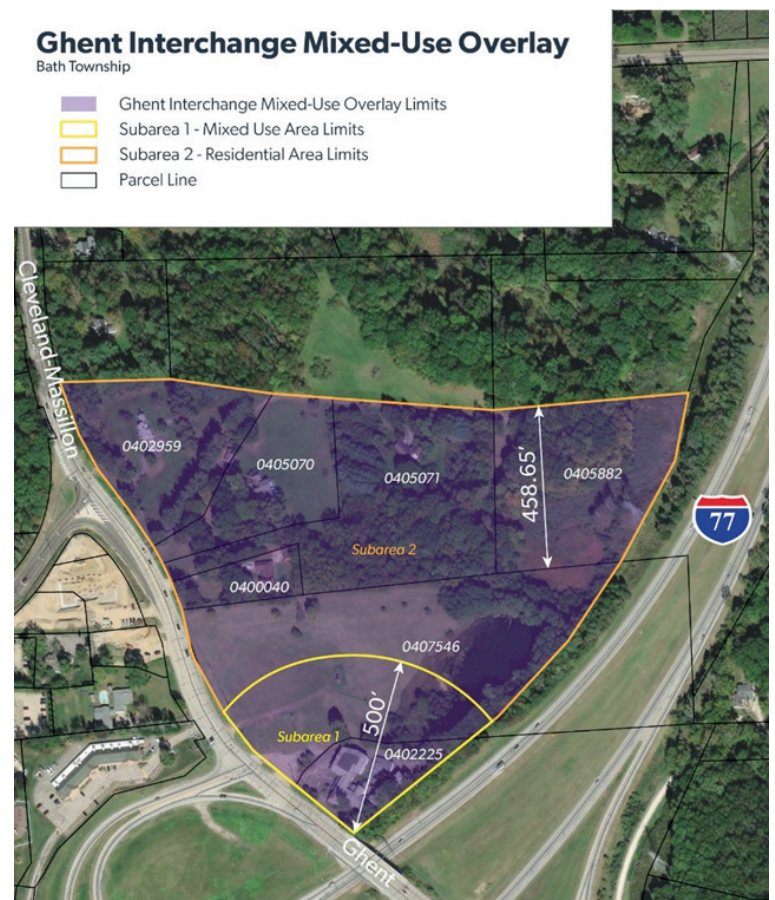 Ghent Interchange Mixed-Use Overlay
Bath Township
Ghent Interchange Mixed-Use Overlay Limits
Subarea 1 - Mixed Use Area Limits
Subarea 2 - Residential Area Limits
Parcel Line
Cleveland-Massillon
0402959
0405070
0405071
0405882
458.65'
77
Subarea 2
0400040
0407546
500'
Subarea 1
0402225
Ghent